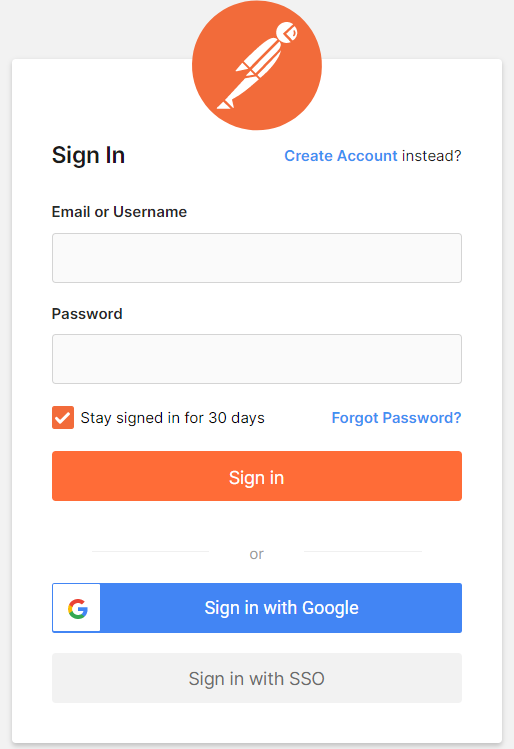 Sign In
Create Account instead?
Email or Username
Password
Stay signed in for 30 days
Forgot Password?
Sign in
or
Sign in with Google
Sign in with SSO